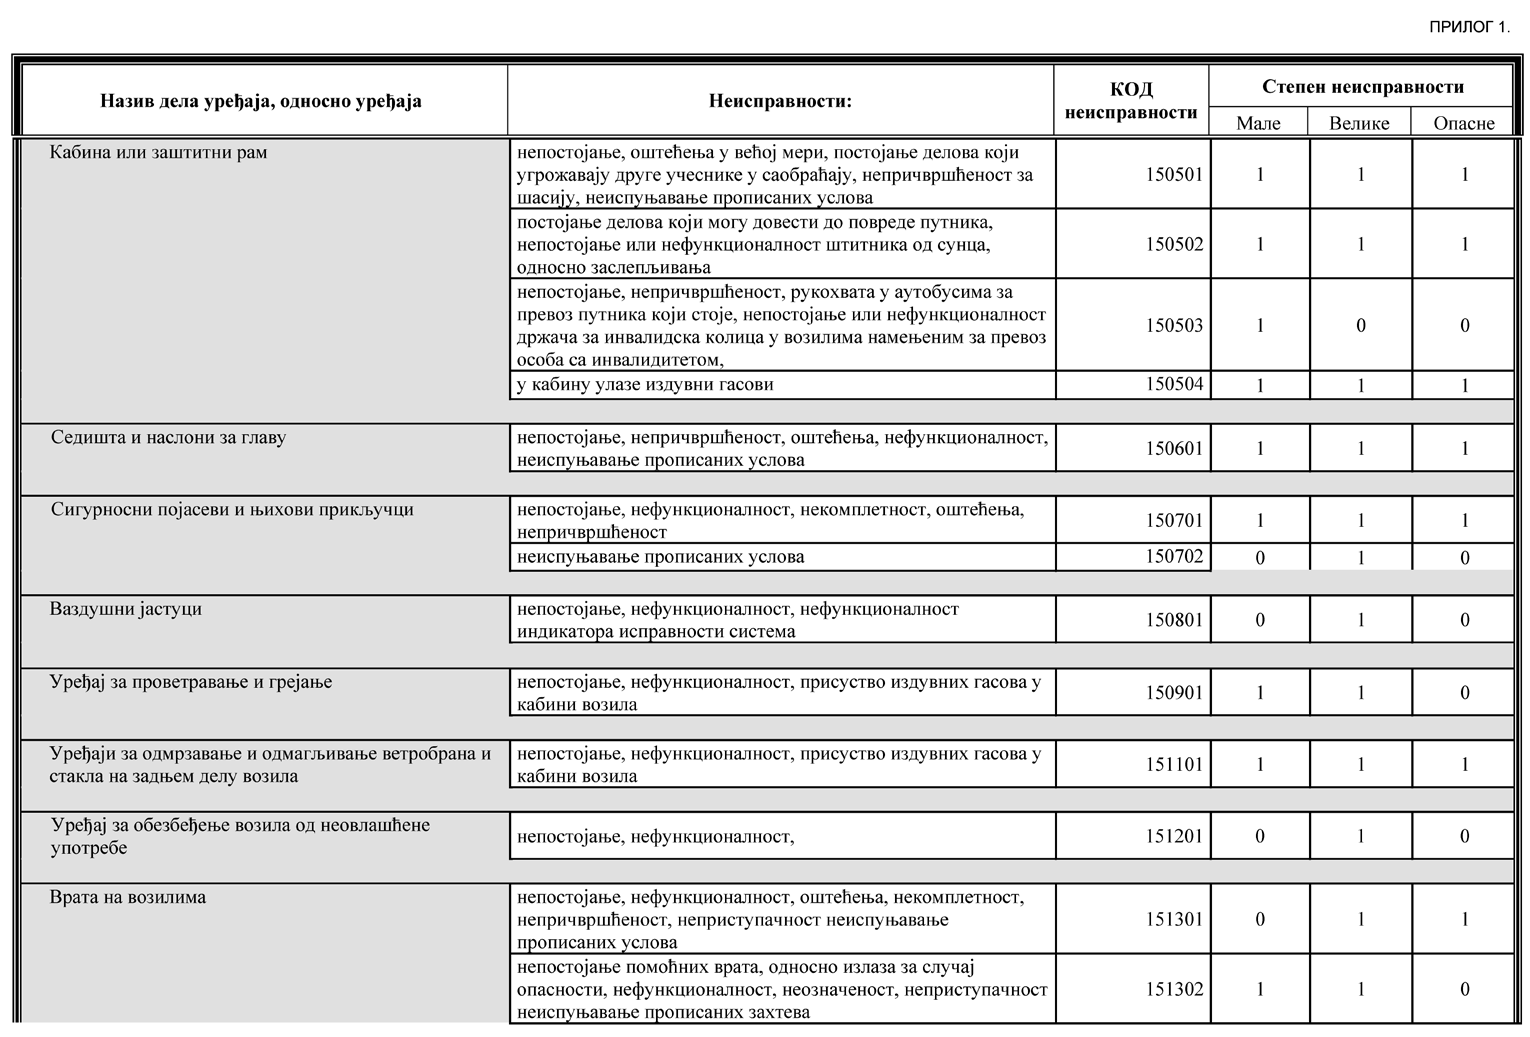 ПРИЛОГ 1.
Назив дела уређаја, односно уређаја
Неисправности:
КОД
неисправности
Степен неисправности
Мале
Велике
Опасне
Кабина или заштитни рам
непостојање, оштећења у већој мери, постојање делова који
угрожавају друге учеснике у саобраћају, непричвршћеност за
шасију, неиспуњавање прописаних услова
150501 1 1 1
постојање делова који могу довести до повреде путника,
непостојање или нефункционалност штитника од сунца,
односно заслепљивања
150502 1 1 1
непостојање, непричвршћеност, рукохвата у аутобусима за
превоз путника који стоје, непостојање или нефункционалност
држача за инвалидска колица у возилима намењеним за превоз
особа са инвалидитетом,
150503 1 0 0
у кабину улазе издувни гасови 150504 1 1 1
Седишта и наслони за главу
непостојање, непричвршћеност, оштећења, нефункционалност,
неиспуњавање прописаних услова
150601 1 1 1
Сигурносни појасеви и њихови прикључци
непостојање, нефункционалност, некомплетност, оштећења,
непричвршћеност
150701 1 1 1
неиспуњавање прописаних услова 150702 0 1 0
Ваздушни јастуци
непостојање, нефункционалност, нефункционалност
индикатора исправности система
150801 0 1 0
Уређај за проветравање и грејање
непостојање, нефункционалност, присуство издувних гасова у
кабини возила
150901 1 1 0
Уређаји за одмрзавање и одмагљивање ветробрана и
стакла на задњем делу возила
непостојање, нефункционалност, присуство издувних гасова у
кабини возила
151101 1 1 1
Уређај за обезбеђење возила од неовлашћене
употребе
непостојање, нефункционалност,
151201 0 1 0
Врата на возилима
непостојање, нефункционалност, оштећења, некомплетност,
непричвршћеност, неприступачност неиспуњавање
прописаних услова
151301 0 1 1
непостојање помоћних врата, односно излаза за случај
опасности, нефункционалност, неозначеност, неприступачност
неиспуњавање прописаних захтева
151302 1 1 0